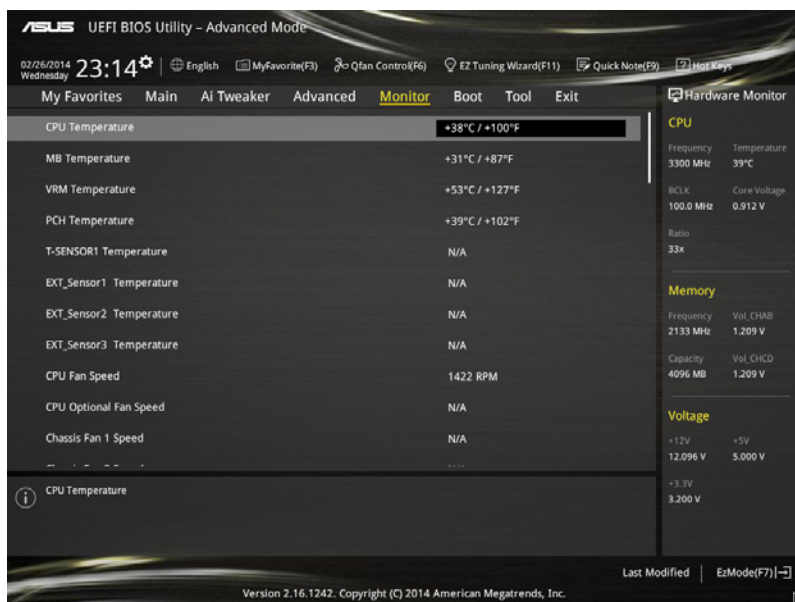 ASUS UEFI BIOS Utility – Advanced Mode
02/26/2014 Wednesday 23:14 English MyFavorite(F3) Qfan Control(F6) EZ Tuning Wizard(F11) Quick Note(F9) ? Hot Keys
My Favorites Main Ai Tweaker Advanced Monitor Boot Tool Exit
CPU Temperature +38°C / +100°F
MB Temperature +31°C / +87°F
VRM Temperature +53°C / +127°F
PCH Temperature +39°C / +102°F
T-SENSOR1 Temperature N/A
EXT_Sensor1 Temperature N/A
EXT_Sensor2 Temperature N/A
EXT_Sensor3 Temperature N/A
CPU Fan Speed 1422 RPM
CPU Optional Fan Speed N/A
Chassis Fan 1 Speed N/A
CPU Temperature
Hardware Monitor
CPU
Frequency Temperature
3300 MHz 39°C
BCLK Core Voltage
100.0 MHz 0.912 V
Ratio
33x
Memory
Frequency Vol_CHAB
2133 MHz 1.209 V
Capacity Vol_CHCD
4096 MB 1.209 V
Voltage
+12V +5V
12.096 V 5.000 V
+3.3V
3.200 V
Last Modified EzMode(F7)
Version 2.16.1242. Copyright (C) 2014 American Megatrends, Inc.